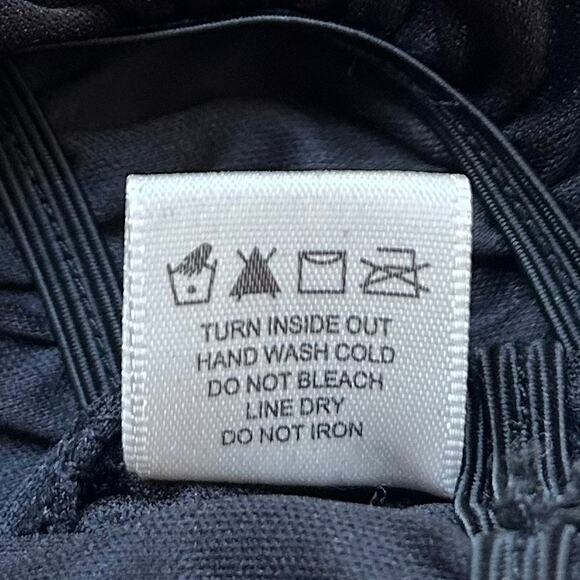 TURN INSIDE OUT
HAND WASH COLD
DO NOT BLEACH
LINE DRY
DO NOT IRON